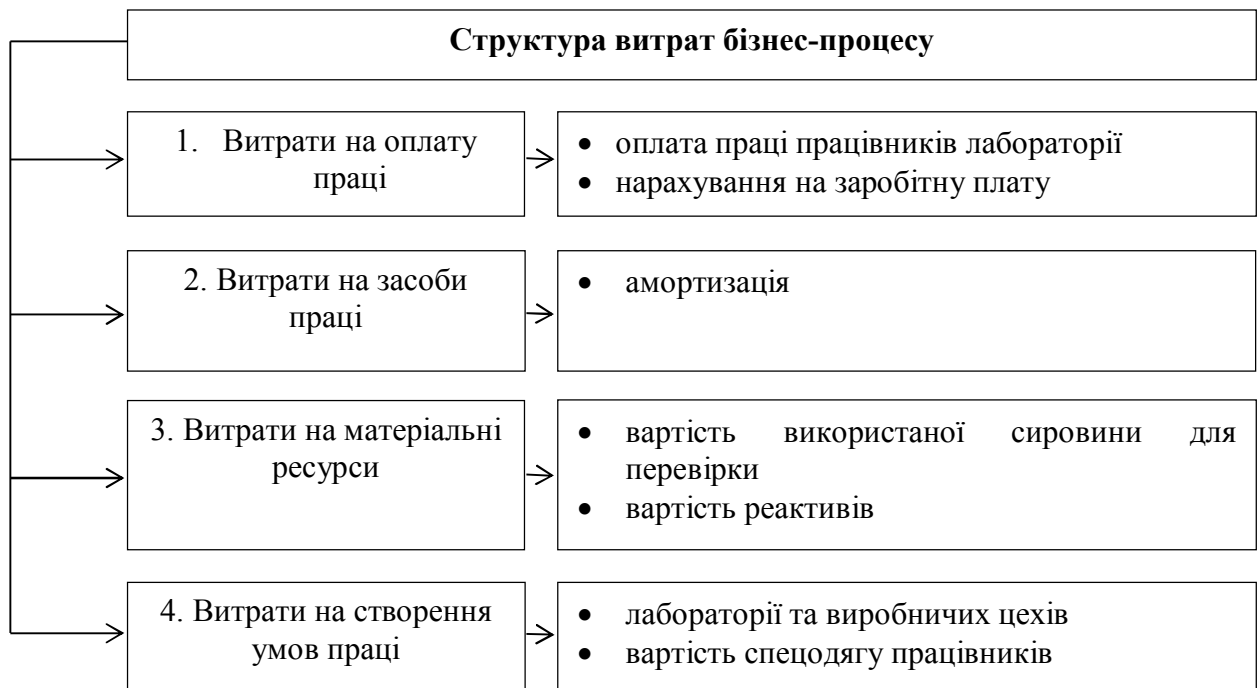 Структура витрат бізнес-процесу
1. Витрати на оплату
праці
• оплата праці працівників лабораторії
• нарахування на заробітну плату
2. Витрати на засоби
праці
• амортизація
3. Витрати на матеріальні
ресурси
• вартість використаної сировини для
перевірки
• вартість реактивів
4. Витрати на створення
умов праці
• лабораторії та виробничих цехів
• вартість спецодягу працівників